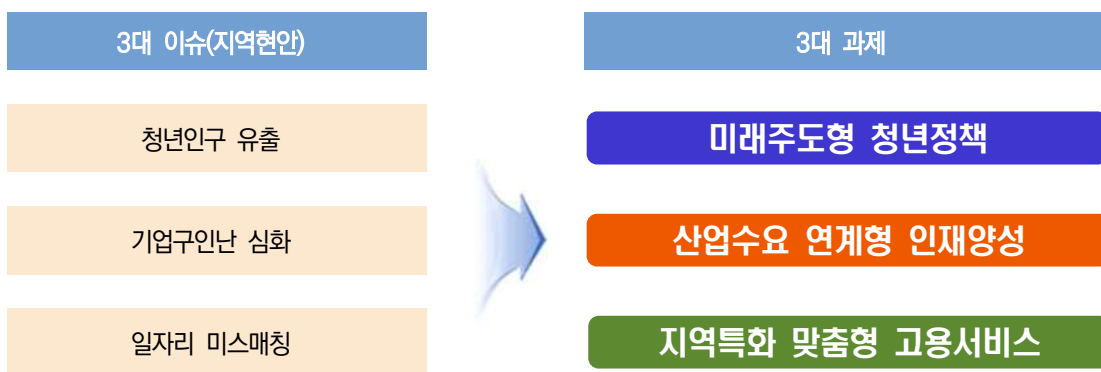 3대 이슈(지역현안)
3대 과제
청년인구 유출
미래주도형 청년정책
기업구인난 심화
산업수요 연계형 인재양성
일자리 미스매칭
지역특화 맞춤형 고용서비스